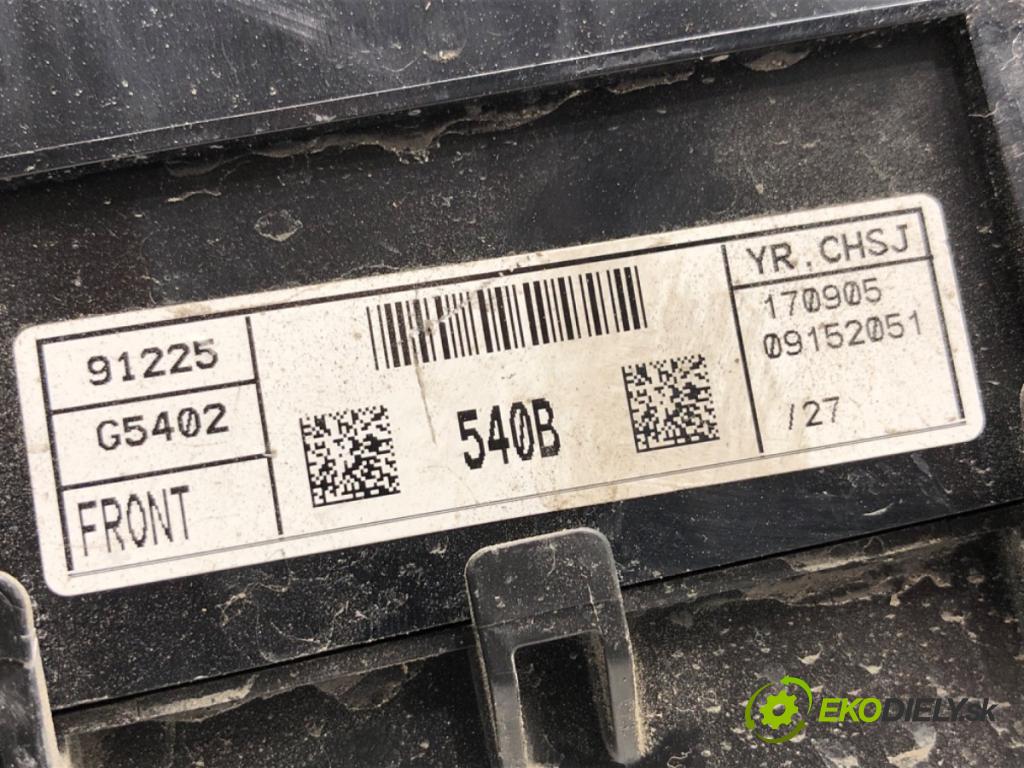 91225
G5402
FRONT
540B
YR.CHSJ
170905
09152051
/27
EKODIELY.sk